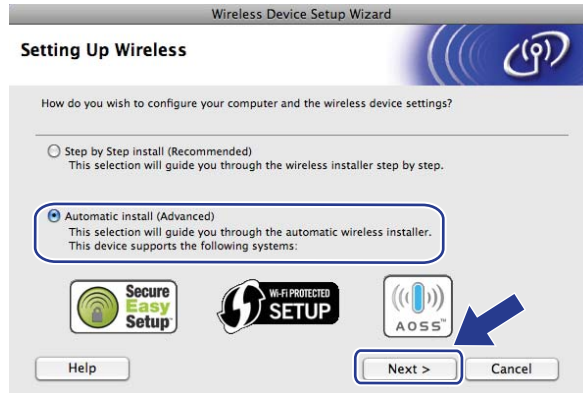 Wireless Device Setup Wizard
Setting Up Wireless
How do you wish to configure your computer and the wireless device settings?
Step by Step install (Recommended)
This selection will guide you through the wireless installer step by step.
Automatic install (Advanced)
This selection will guide you through the automatic wireless installer.
This device supports the following systems:
Secure
Easy
Setup
Wi-Fi PROTECTED
SETUP
AOSS™
Help
Next >
Cancel